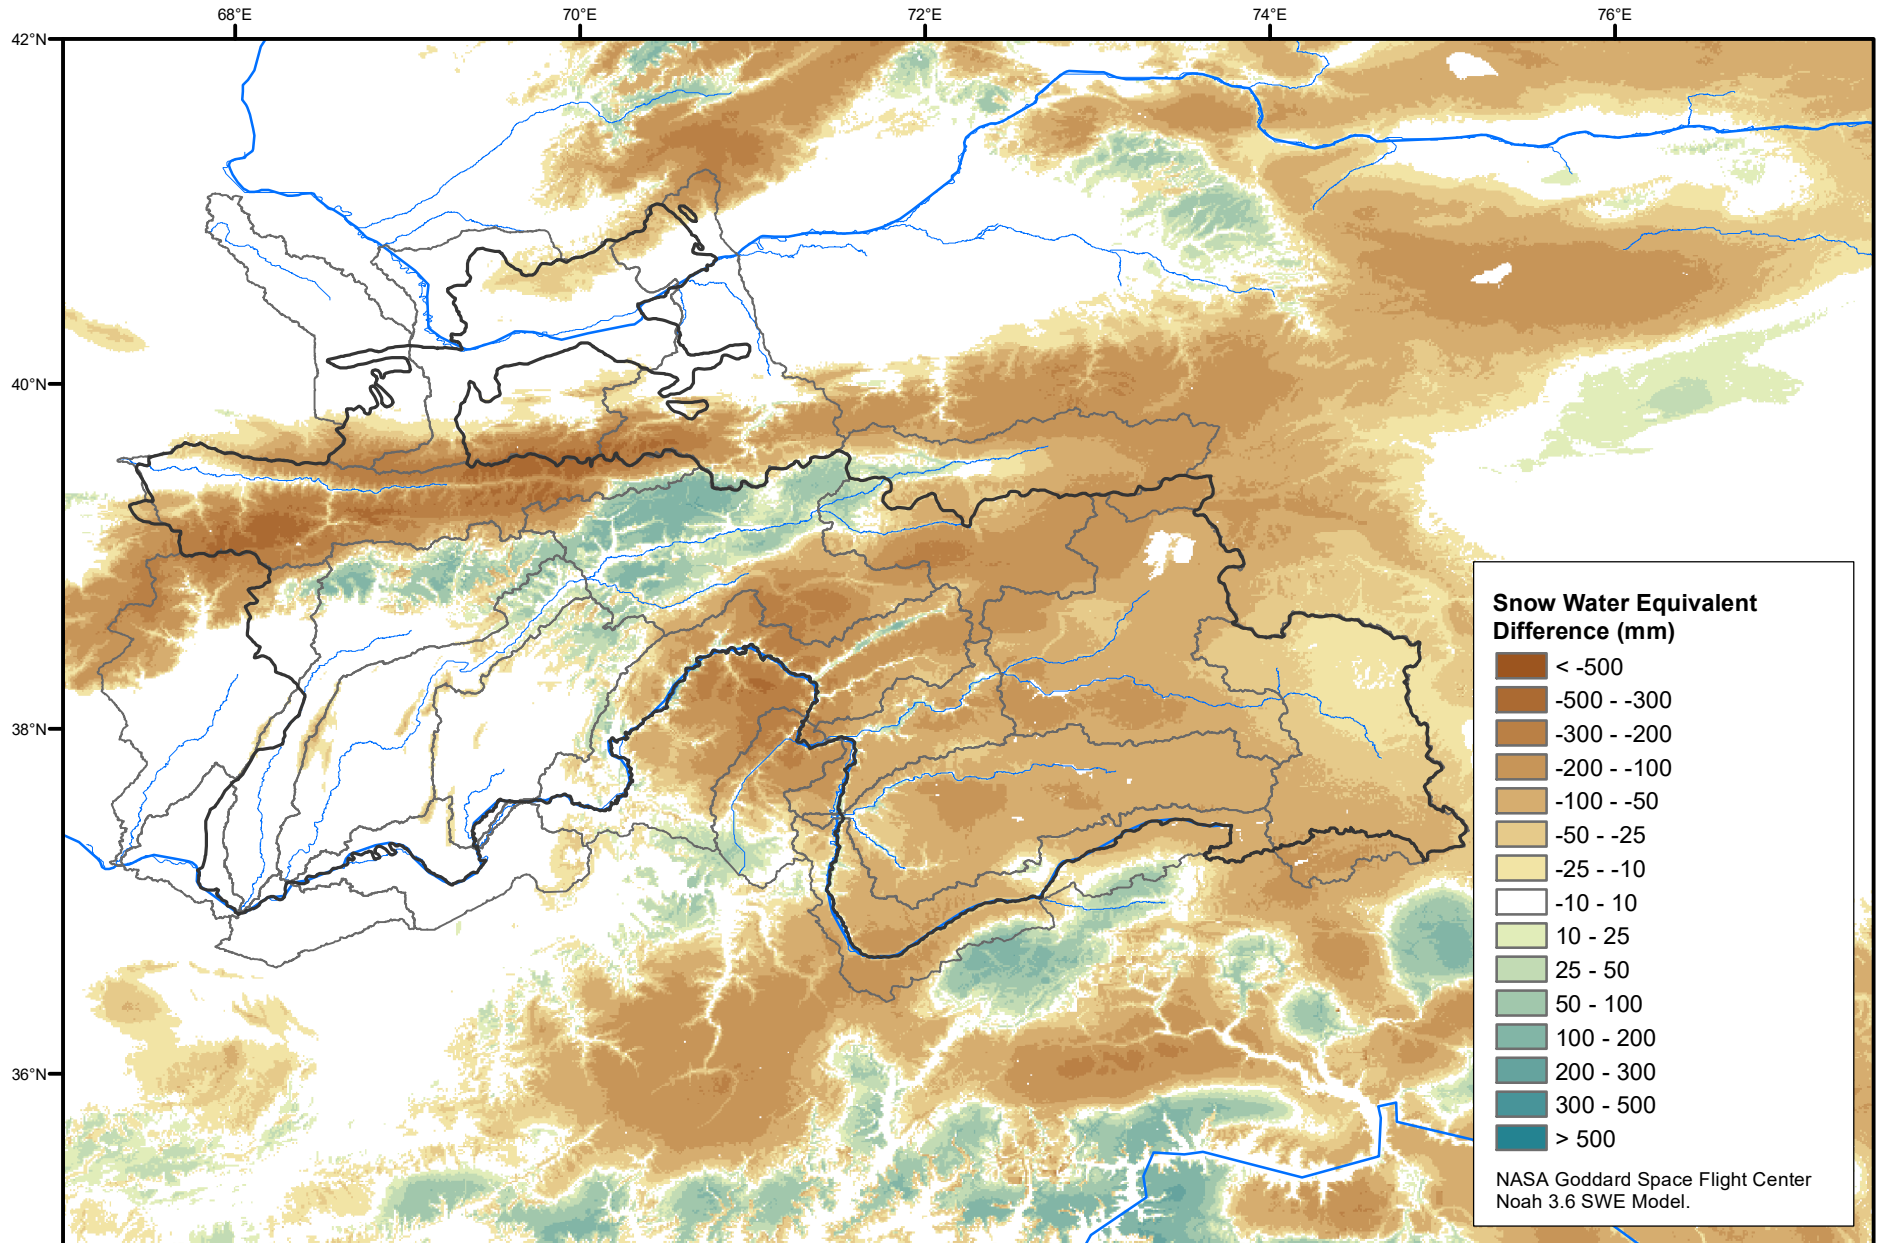 68°E
70°E
72°E
74°E
76°E
42°N
40°N
38°N
36°N
Snow Water Equivalent
Difference (mm)
< -500
-500 - -300
-300 - -200
-200 - -100
-100 - -50
-50 - -25
-25 - -10
-10 - 10
10 - 25
25 - 50
50 - 100
100 - 200
200 - 300
300 - 500
> 500
NASA Goddard Space Flight Center
Noah 3.6 SWE Model.